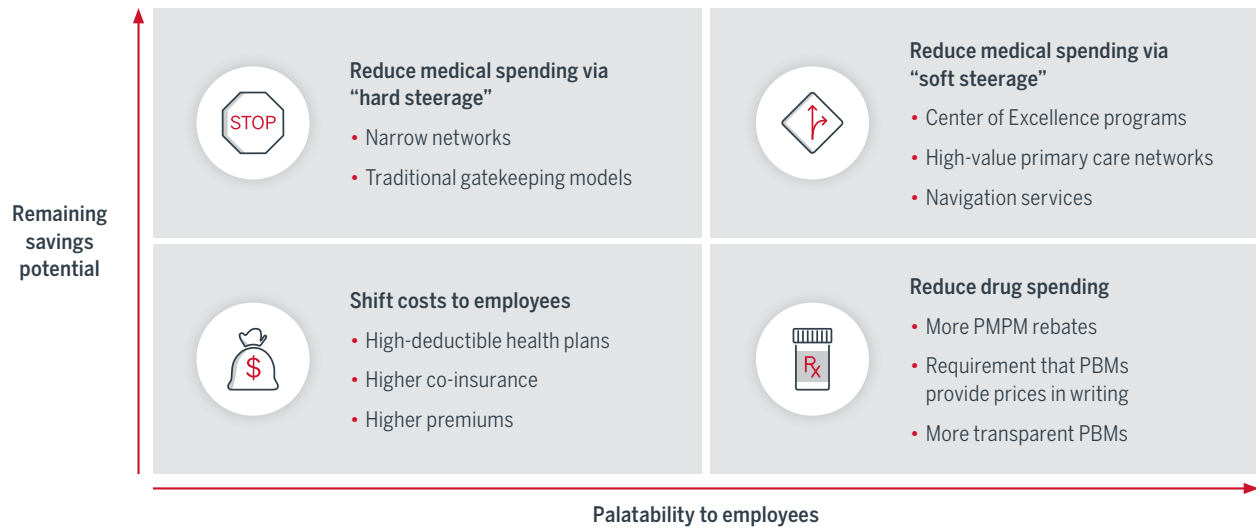 Remaining
savings
potential
STOP
Reduce medical spending via
“hard steerage”
• Narrow networks
• Traditional gatekeeping models
Reduce medical spending via
“soft steerage”
• Center of Excellence programs
• High-value primary care networks
• Navigation services
$
Shift costs to employees
• High-deductible health plans
• Higher co-insurance
• Higher premiums
Rx
Reduce drug spending
• More PMPM rebates
• Requirement that PBMs
provide prices in writing
• More transparent PBMs
Palatability to employees